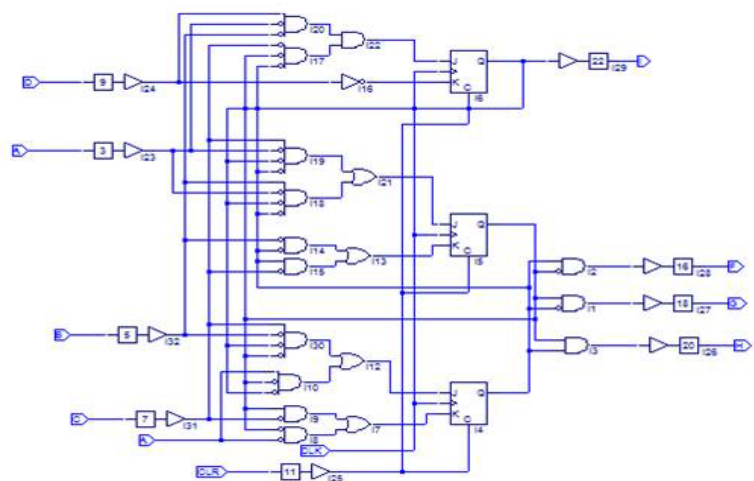 I20
I22
I17
J Q
D 9 I24
I16
K C
I6
22 I29
A 3 I23
I19
I21
I18
J Q
I14
K C
I5
I13
I15
I2
16 I28
I1
18 I27
5 I32
I30
I3
20 I26
H
I12
I10
J Q
K C
I4
C 7 I31
I9
I7
A
I8
CLK
CLR 11 I25